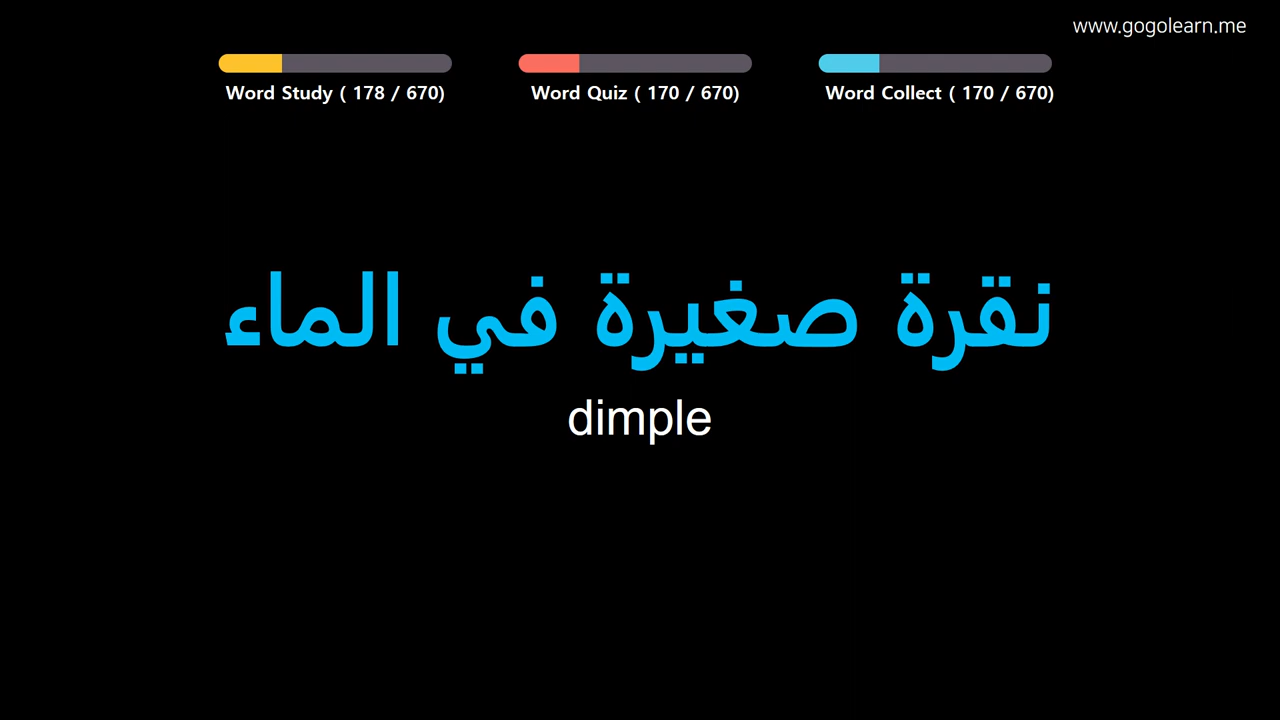 www.gogolearn.me
Word Study ( 178 / 670)
Word Quiz ( 170 / 670)
Word Collect ( 170 / 670)
نقرة صغيرة في الماء
dimple